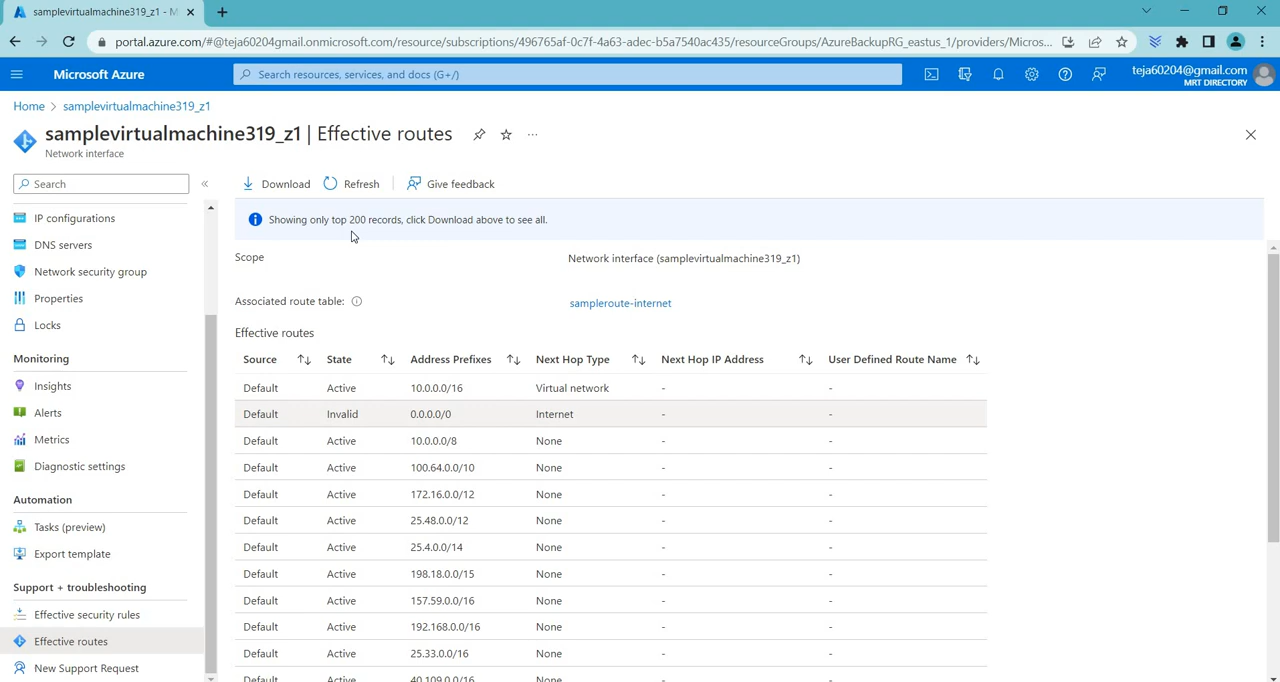 samplevirtualmachine319_z1 - M
portal.azure.com/#@teja60204gmail.onmicrosoft.com/resource/subscriptions/496765af-0c7f-4a63-adec-b5a7540ac435/resourceGroups/AzureBackupRG_eastus_1/providers/Micros...
Microsoft Azure
Search resources, services, and docs (G+/)
teja60204@gmail.com
MRT DIRECTORY
Home > samplevirtualmachine319_z1
samplevirtualmachine319_z1 | Effective routes
Network interface
Search
Download Refresh Give feedback
Showing only top 200 records, click Download above to see all.
IP configurations
DNS servers
Network security group
Properties
Locks
Monitoring
Insights
Alerts
Metrics
Diagnostic settings
Automation
Tasks (preview)
Export template
Support + troubleshooting
Effective security rules
Effective routes
New Support Request
Scope Network interface (samplevirtualmachine319_z1)
Associated route table: sampleroute-internet
Effective routes
Source State Address Prefixes Next Hop Type Next Hop IP Address User Defined Route Name
Default Active 10.0.0.0/16 Virtual network - -
Default Invalid 0.0.0.0/0 Internet - -
Default Active 10.0.0.0/8 None - -
Default Active 100.64.0.0/10 None - -
Default Active 172.16.0.0/12 None - -
Default Active 25.48.0.0/12 None - -
Default Active 25.4.0.0/14 None - -
Default Active 198.18.0.0/15 None - -
Default Active 157.59.0.0/16 None - -
Default Active 192.168.0.0/16 None - -
Default Active 25.33.0.0/16 None - -
Default Active 40.109.0.0/16 None - -